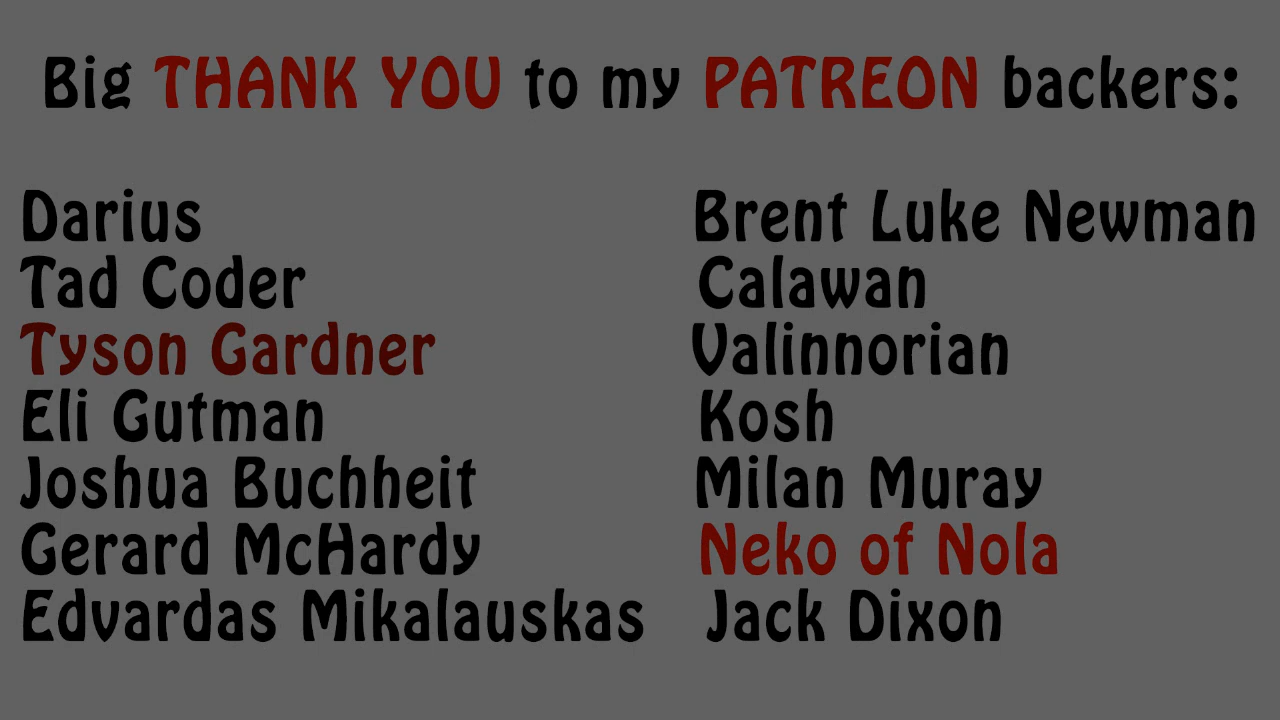 Big THANK YOU to my PATREON backers:
Darius
Tad Coder
Tyson Gardner
Eli Gutman
Joshua Buchheit
Gerard McHardy
Edvardas Mikalauskas
Brent Luke Newman
Calawan
Valinnorian
Kosh
Milan Muray
Neko of Nola
Jack Dixon